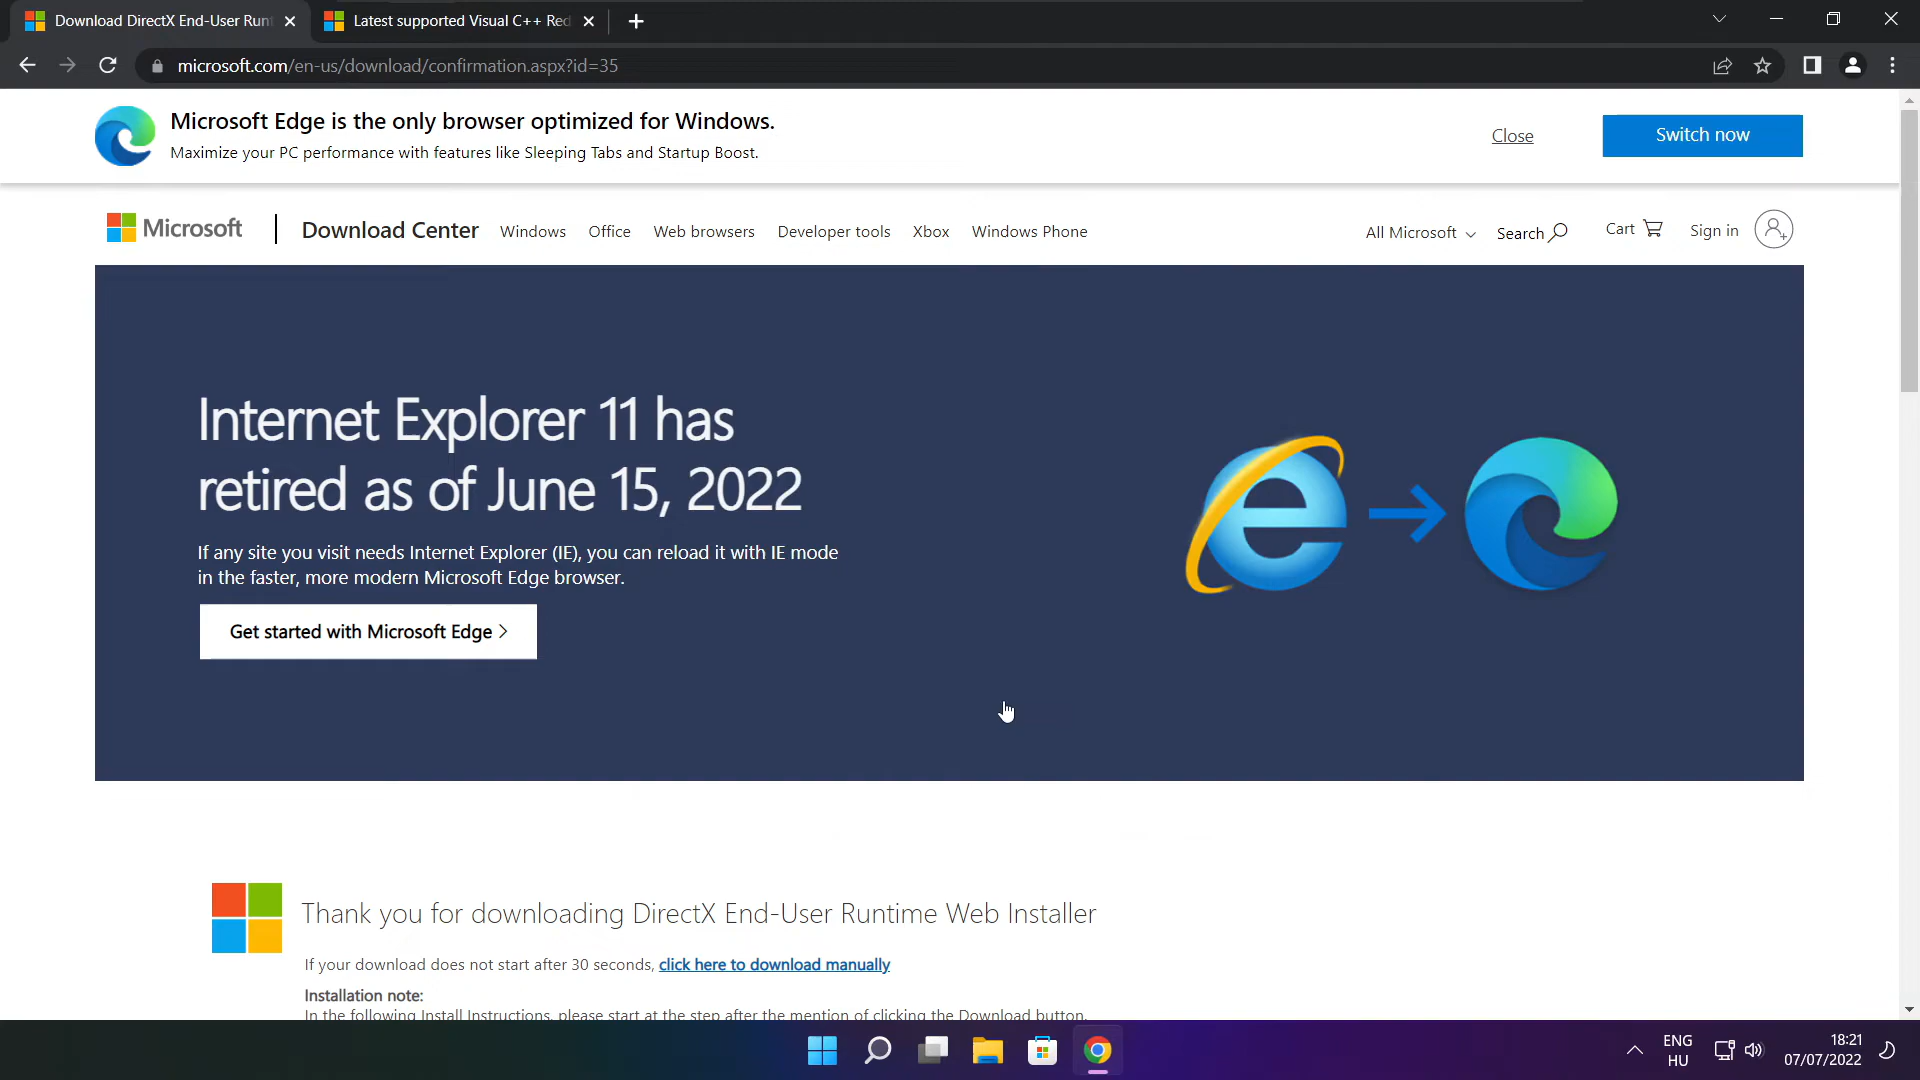 Download DirectX End-User Runt
Latest supported Visual C++ Red
microsoft.com/en-us/download/confirmation.aspx?id=35
Microsoft Edge is the only browser optimized for Windows.
Maximize your PC performance with features like Sleeping Tabs and Startup Boost.
Close
Switch now
Microsoft
Download Center
Windows
Office
Web browsers
Developer tools
Xbox
Windows Phone
All Microsoft
Search
Cart
Sign in
Internet Explorer 11 has
retired as of June 15, 2022
If any site you visit needs Internet Explorer (IE), you can reload it with IE mode
in the faster, more modern Microsoft Edge browser.
Get started with Microsoft Edge >
Thank you for downloading DirectX End-User Runtime Web Installer
If your download does not start after 30 seconds, click here to download manually
Installation note:
In the following Install Instructions, please start at the step after the mention of clicking the Download button.
ENG
HU
18:21
07/07/2022